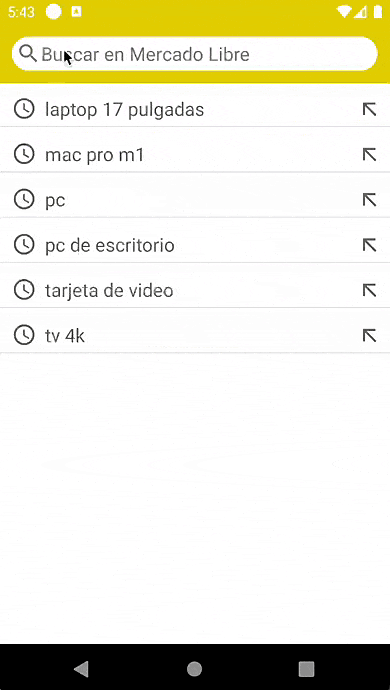 5:43
Buscar en Mercado Libre
laptop 17 pulgadas
mac pro m1
pc
pc de escritorio
tarjeta de video
tv 4k